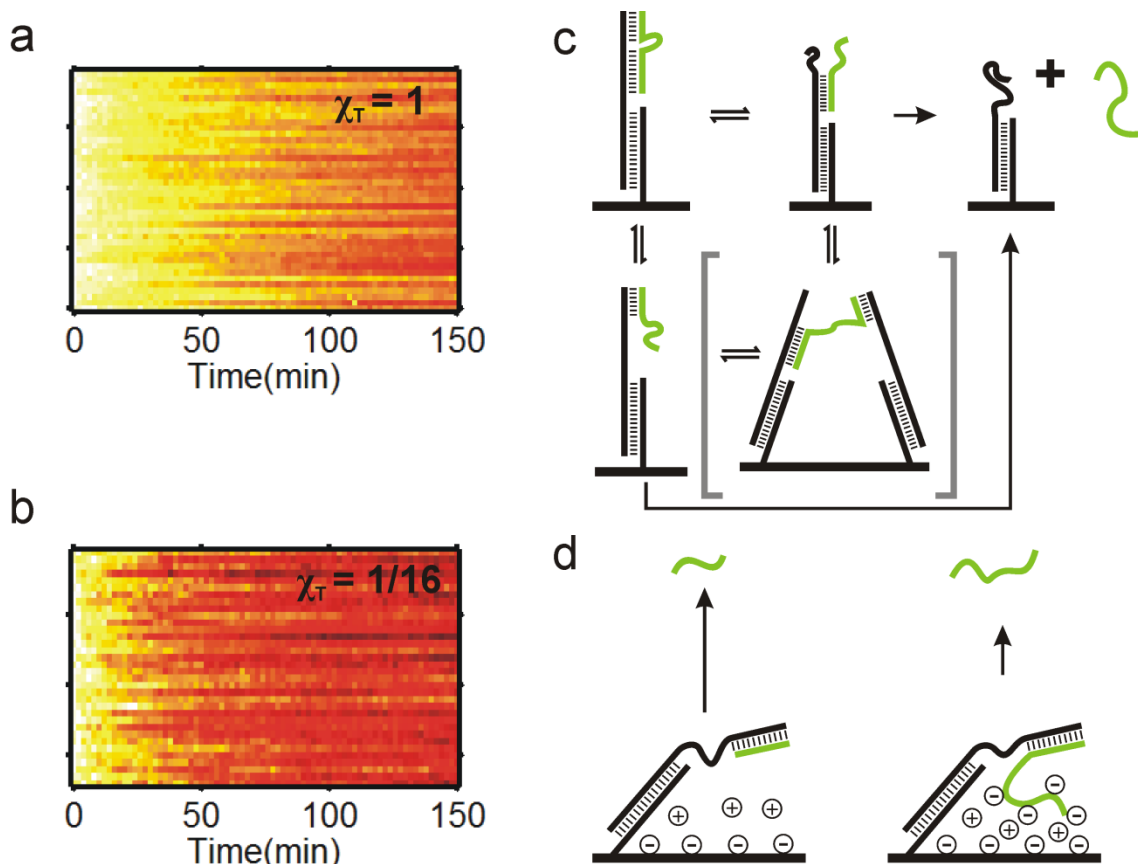 a
χT = 1
0 50 100 150
Time(min)
b
χT = 1/16
0 50 100 150
Time(min)
c
+
d
+ + +
- - - -
- - - - -
+ + +
- - - -